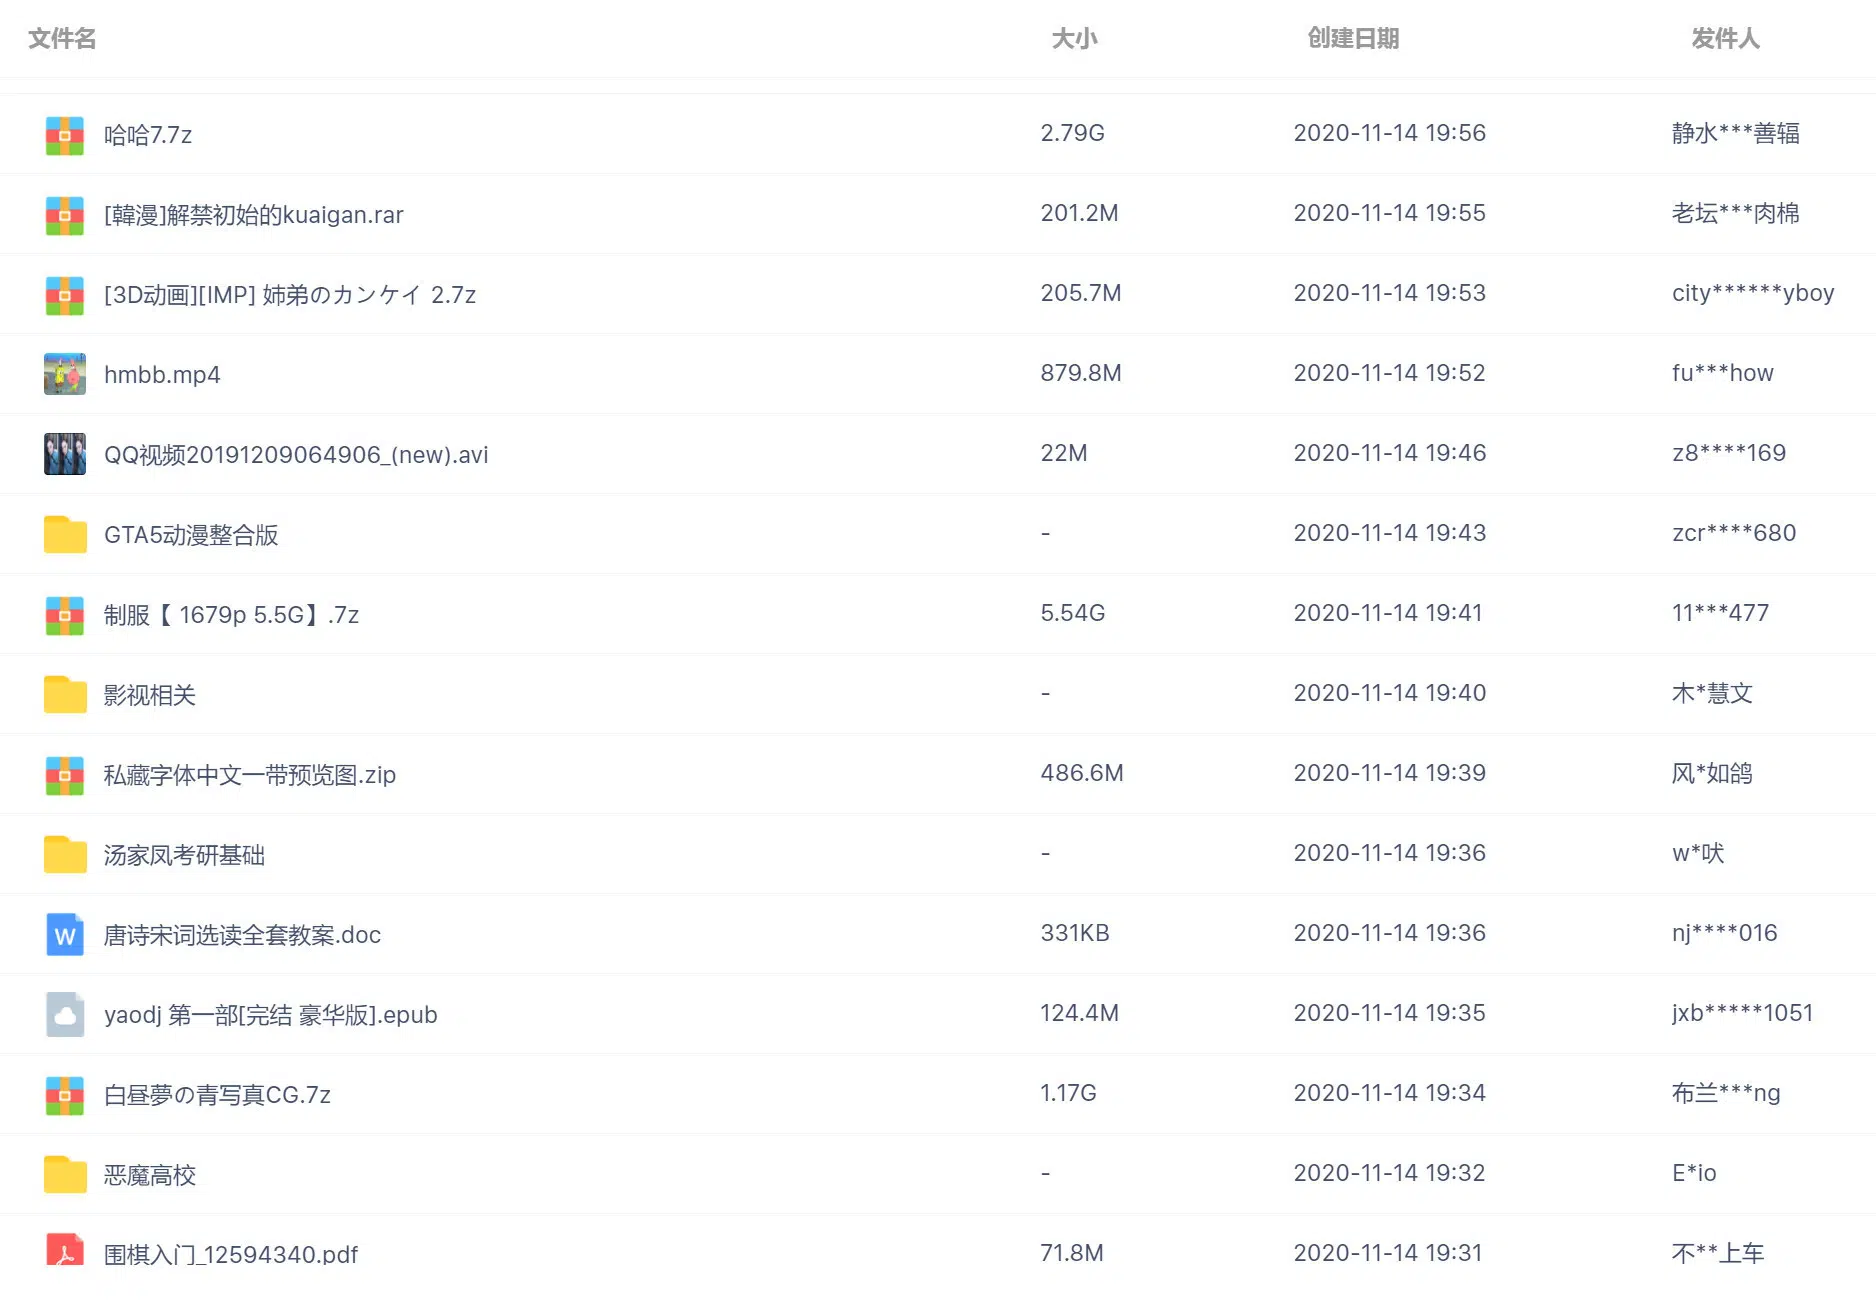 文件名 大小 创建日期 发件人
哈哈7.7z 2.79G 2020-11-14 19:56 静水***善辐
[韓漫]解禁初始的kuaigan.rar 201.2M 2020-11-14 19:55 老坛***肉棉
[3D动画][IMP] 姉弟のカンケイ 2.7z 205.7M 2020-11-14 19:53 city******yboy
hmbb.mp4 879.8M 2020-11-14 19:52 fu***how
QQ视频20191209064906_(new).avi 22M 2020-11-14 19:46 z8****169
GTA5动漫整合版 - 2020-11-14 19:43 zcr****680
制服【 1679p 5.5G】.7z 5.54G 2020-11-14 19:41 11***477
影视相关 - 2020-11-14 19:40 木*慧文
私藏字体中文一带预览图.zip 486.6M 2020-11-14 19:39 风*如鸽
汤家凤考研基础 - 2020-11-14 19:36 w*吠
W 唐诗宋词选读全套教案.doc 331KB 2020-11-14 19:36 nj****016
yaodj 第一部[完结 豪华版].epub 124.4M 2020-11-14 19:35 jxb*****1051
白昼夢の青写真CG.7z 1.17G 2020-11-14 19:34 布兰***ng
恶魔高校 - 2020-11-14 19:32 E*io
围棋入门_12594340.pdf 71.8M 2020-11-14 19:31 不**上车